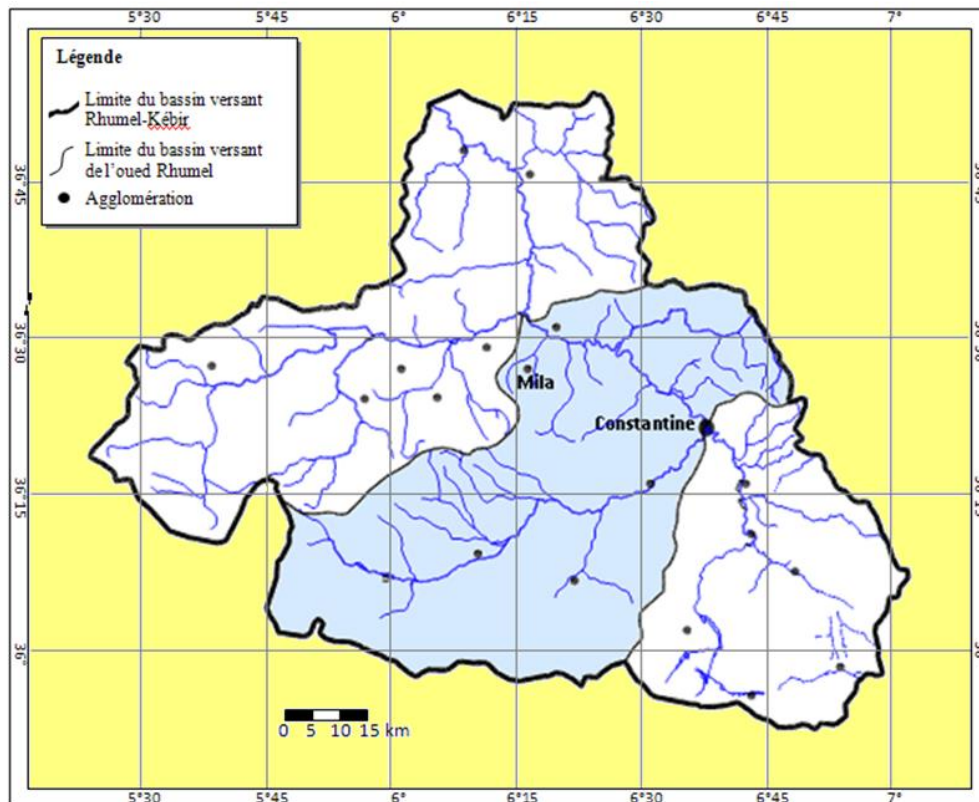 5°30 5°45 6° 6°15 6°30 6°45 7°
Légende
Limite du bassin versant
Rhumel-Kébir
Limite du bassin versant
de l'oued Rhumel
Agglomération
36°45
36°30
Mila
Constantine
36°15
36°
0 5 10 15 km
5°30 5°45 6° 6°15 6°30 6°45 7°